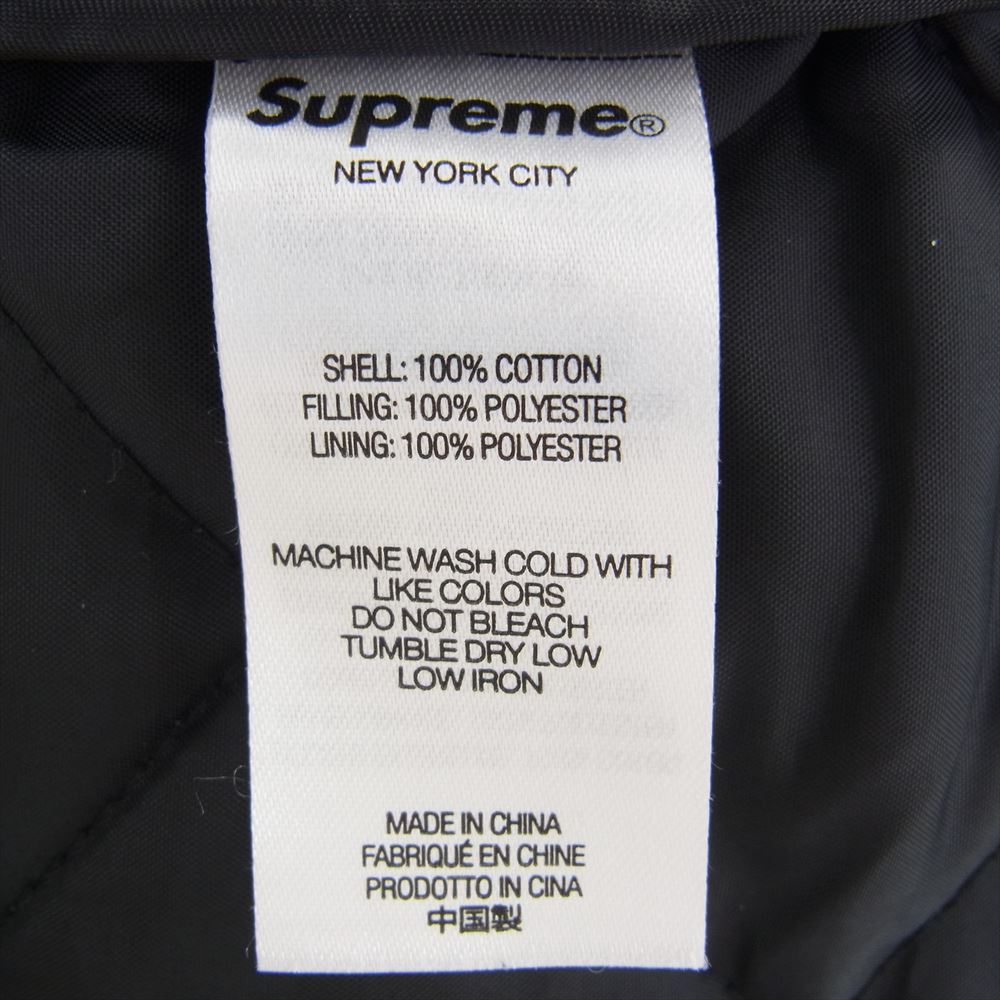 Supreme®
NEW YORK CITY
SHELL: 100% COTTON
FILLING: 100% POLYESTER
LINING: 100% POLYESTER
MACHINE WASH COLD WITH
LIKE COLORS
DO NOT BLEACH
TUMBLE DRY LOW
LOW IRON
MADE IN CHINA
FABRIQUÉ EN CHINE
PRODOTTO IN CINA
中国製